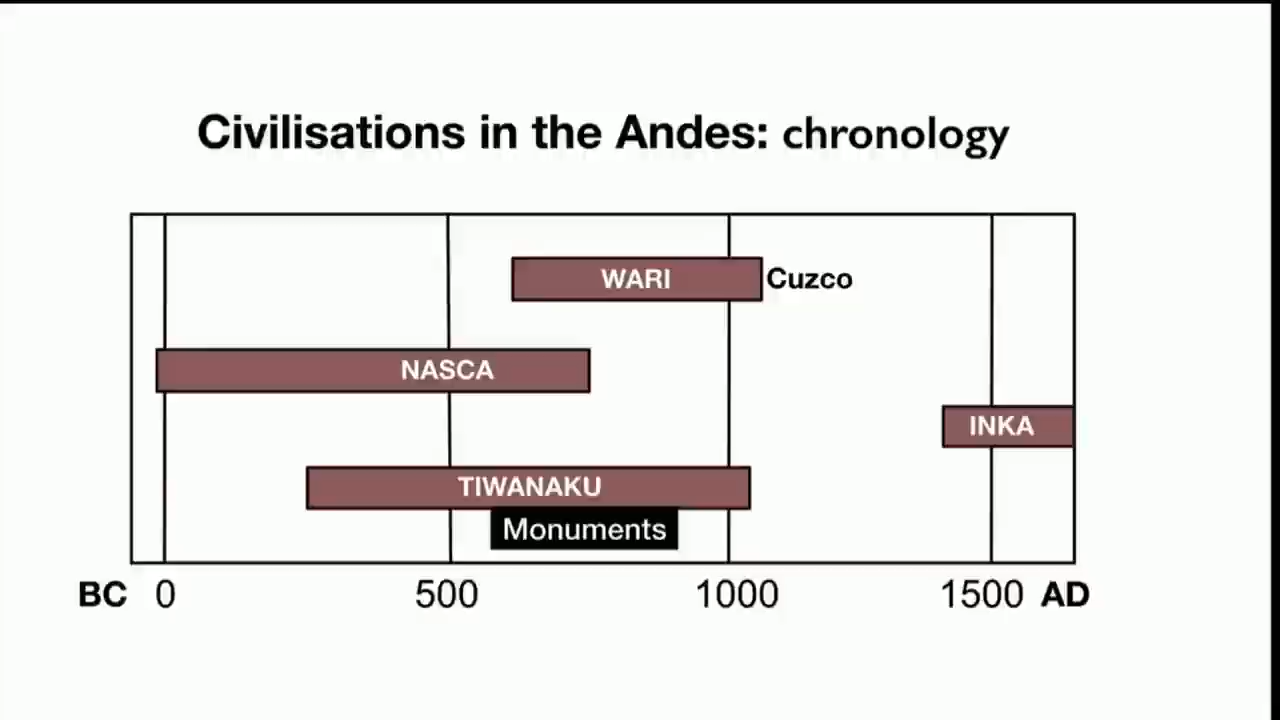 Civilisations in the Andes: chronology
WARI
Cuzco
NASCA
INKA
TIWANAKU
Monuments
BC 0 500 1000 1500 AD